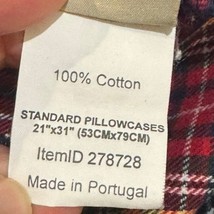 100% Cotton
STANDARD PILLOWCASES
21"x31" (53CMx79CM)
ItemID 278728
Made in Portugal